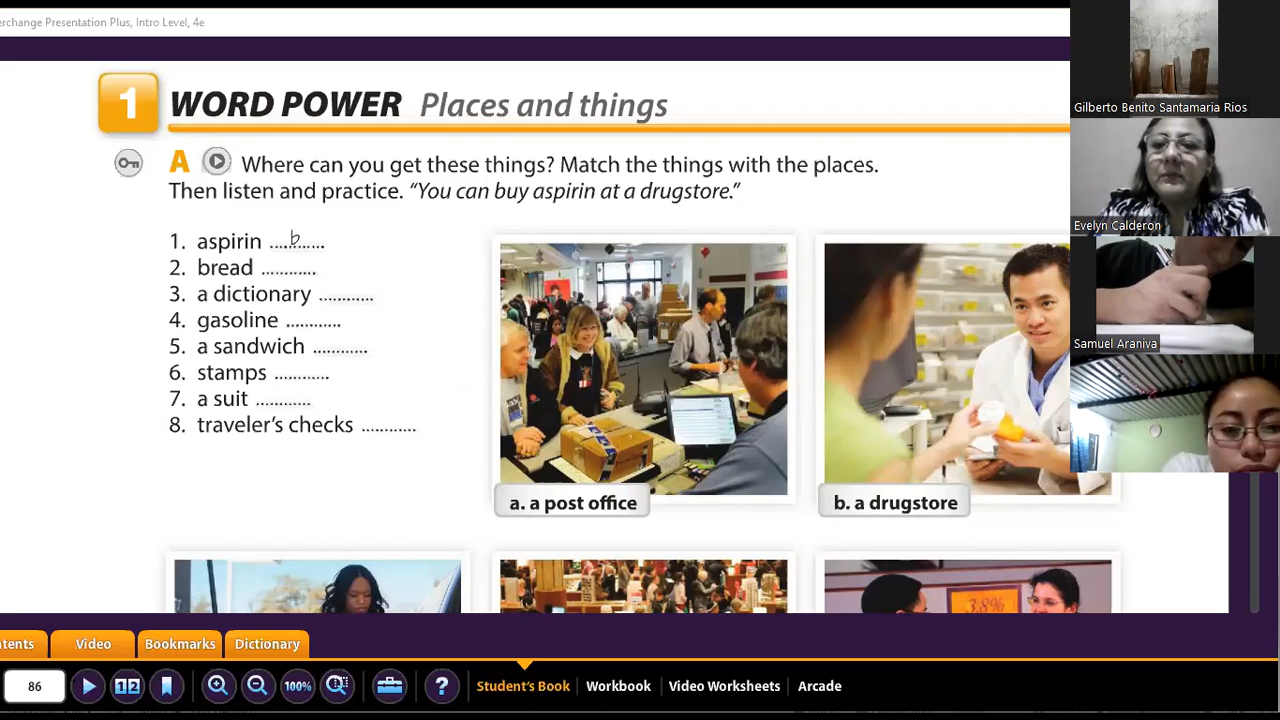 erchange Presentation Plus, Intro Level, 4e
1 WORD POWER Places and things
A Where can you get these things? Match the things with the places.
Then listen and practice. “You can buy aspirin at a drugstore.”
1. aspirin ....b.......
2. bread ...........
3. a dictionary ...........
4. gasoline ...........
5. a sandwich ...........
6. stamps ...........
7. a suit ...........
8. traveler’s checks ...........
a. a post office
b. a drugstore
3.8%
Gilberto Benito Santamaria Rios
Evelyn Calderon
Samuel Araniva
ntents Video Bookmarks Dictionary
86 12 100% ? Student’s Book Workbook Video Worksheets Arcade